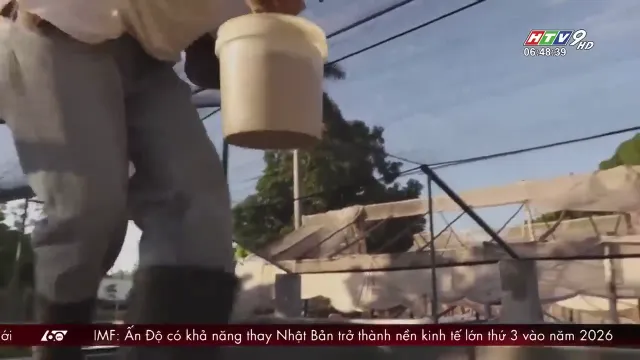 HTV9 HD
06:48:39
ới
IMF: Ấn Độ có khả năng thay Nhật Bản trở thành nền kinh tế lớn thứ 3 vào năm 2026